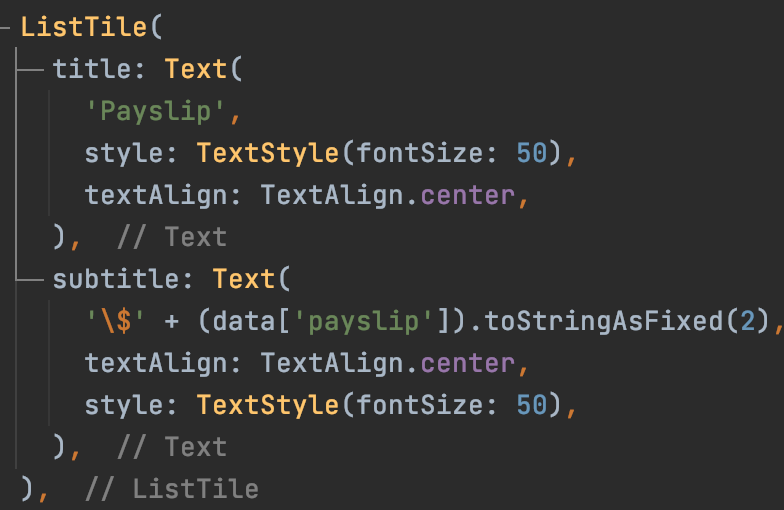 ListTile(
title: Text(
'Payslip',
style: TextStyle(fontSize: 50),
textAlign: TextAlign.center,
), // Text
subtitle: Text(
'\$' + (data['payslip']).toStringAsFixed(2),
textAlign: TextAlign.center,
style: TextStyle(fontSize: 50),
), // Text
), // ListTile